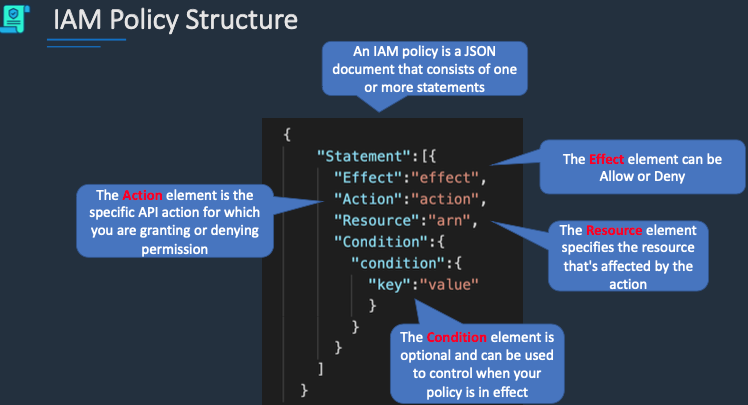 IAM Policy Structure
An IAM policy is a JSON
document that consists of one
or more statements
{
"Statement":[{
"Effect":"effect",
"Action":"action",
"Resource":"arn",
"Condition":{
"condition":{
"key":"value"
}
}
}
]
}
The Effect element can be
Allow or Deny
The Action element is the
specific API action for which
you are granting or denying
permission
The Resource element
specifies the resource
that's affected by the
action
The Condition element is
optional and can be used
to control when your
policy is in effect